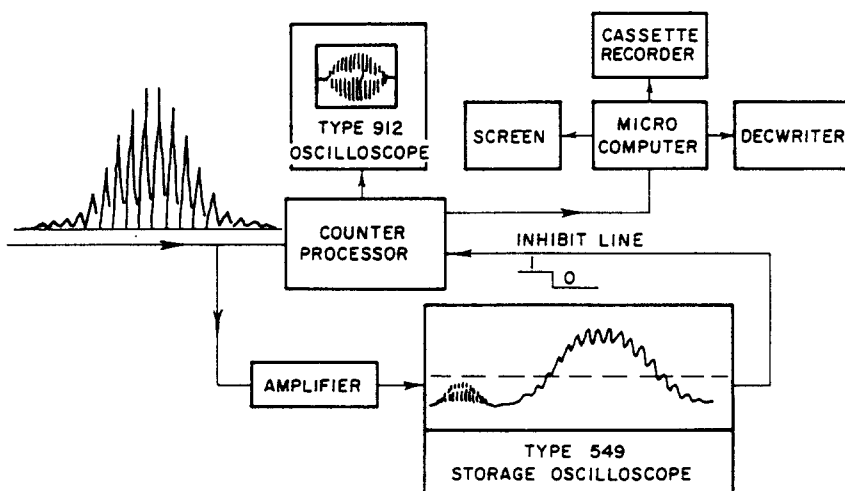 CASSETTE
RECORDER
TYPE 912
OSCILLOSCOPE
SCREEN
MICRO
COMPUTER
DECWRITER
COUNTER
PROCESSOR
INHIBIT LINE
1
0
AMPLIFIER
TYPE 549
STORAGE OSCILLOSCOPE